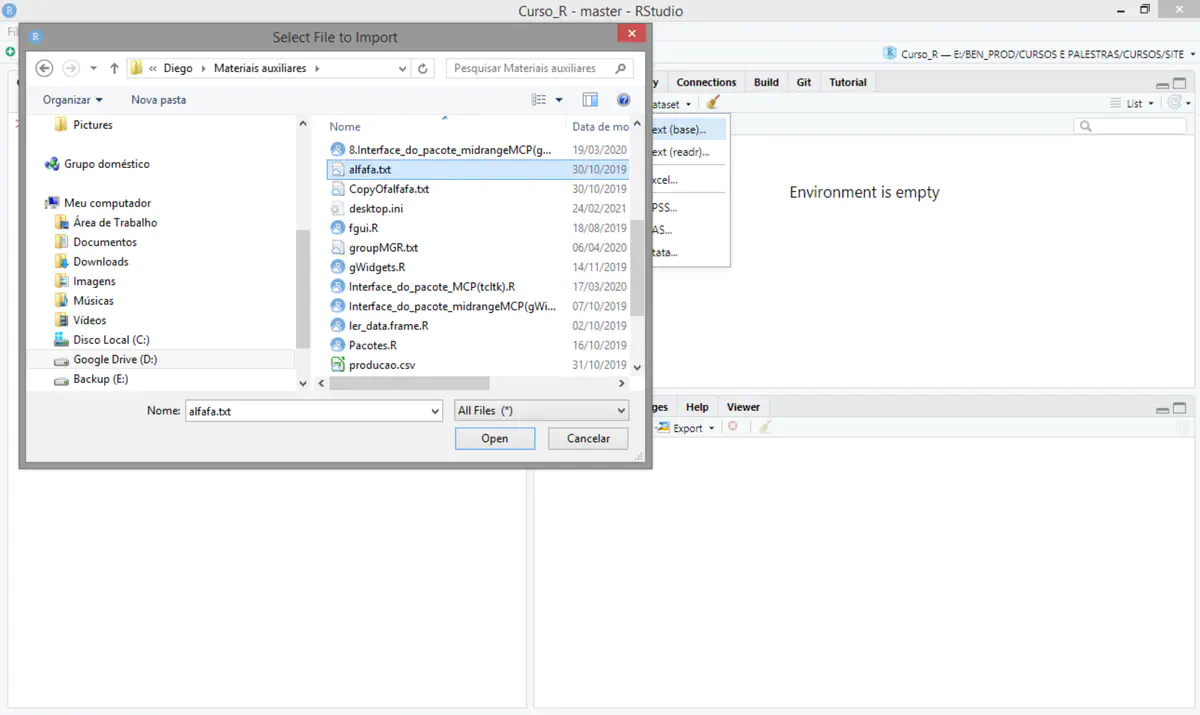 Curso_R - master - RStudio
Select File to Import
Curso_R — E:/BEN_PROD/CURSOS E PALESTRAS/CURSOS/SITE
« Diego Materiais auxiliares
Pesquisar Materiais auxiliares
Connections Build Git Tutorial
Organizar Nova pasta
ataset List
Pictures
Grupo doméstico
Meu computador
Área de Trabalho
Documentos
Downloads
Imagens
Músicas
Vídeos
Disco Local (C:)
Google Drive (D:)
Backup (E:)
Nome Data de mo
8.Interface_do_pacote_midrangeMCP(g... 19/03/2020
alfafa.txt 30/10/2019
CopyOfalfafa.txt 30/10/2019
desktop.ini 24/02/2021
fgui.R 18/08/2019
groupMGR.txt 06/04/2020
gWidgets.R 14/11/2019
Interface_do_pacote_MCP(tcltk).R 17/03/2020
Interface_do_pacote_midrangeMCP(gWi... 07/10/2019
ler_data.frame.R 02/10/2019
Pacotes.R 16/10/2019
producao.csv 31/10/2019
ext (base)...
ext (readr)...
xcel...
PSS...
AS...
tata...
Environment is empty
Nome: alfafa.txt All Files (*)
Open Cancelar
ges Help Viewer
Export